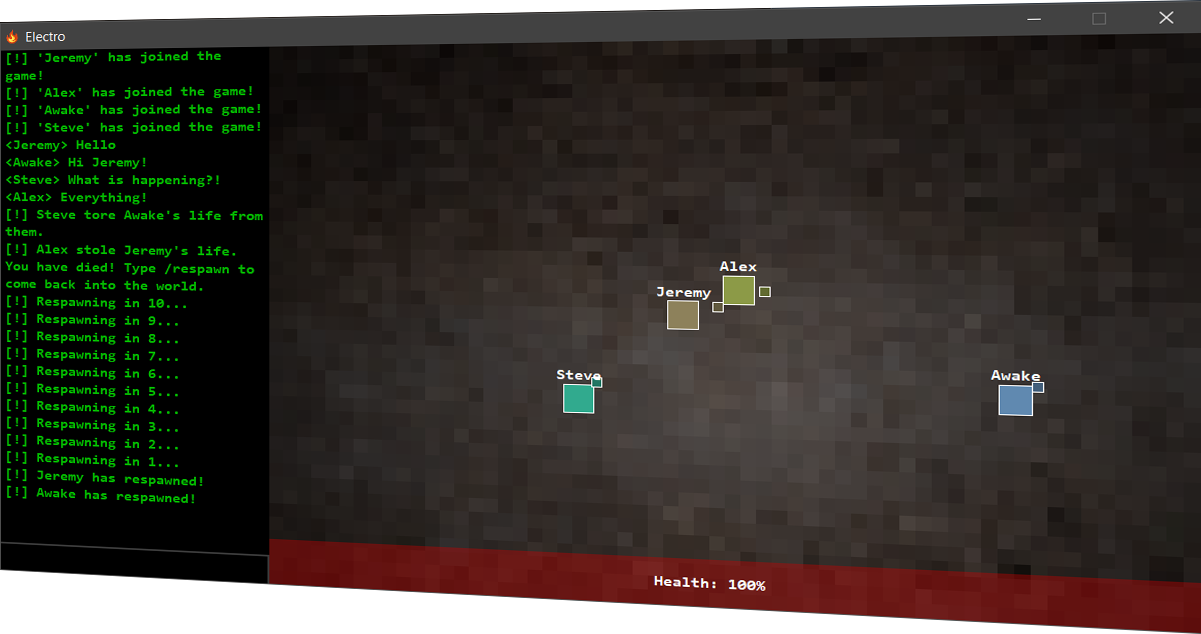 Electro
[!] 'Jeremy' has joined the
game!
[!] 'Alex' has joined the game!
[!] 'Awake' has joined the game!
[!] 'Steve' has joined the game!
<Jeremy> Hello
<Awake> Hi Jeremy!
<Steve> What is happening?!
<Alex> Everything!
[!] Steve tore Awake's life from
them.
[!] Alex stole Jeremy's life.
You have died! Type /respawn to
come back into the world.
[!] Respawning in 10...
[!] Respawning in 9...
[!] Respawning in 8...
[!] Respawning in 7...
[!] Respawning in 6...
[!] Respawning in 5...
[!] Respawning in 4...
[!] Respawning in 3...
[!] Respawning in 2...
[!] Respawning in 1...
[!] Jeremy has respawned!
[!] Awake has respawned!
Alex
Jeremy
Steve
Awake
Health: 100%